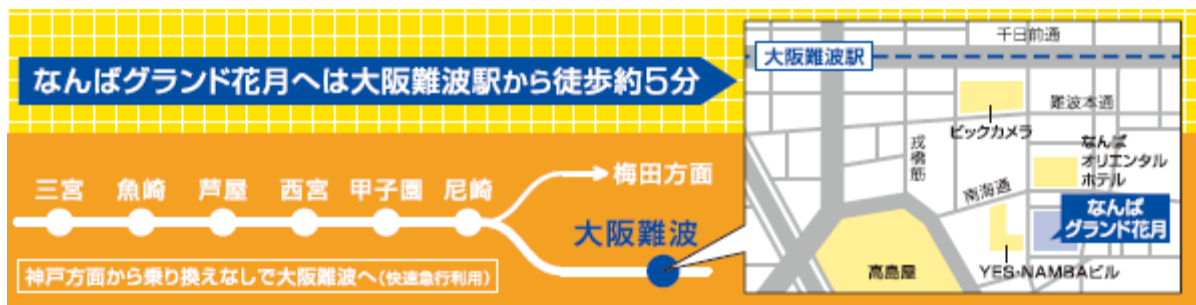 なんばグランド花月へは大阪難波駅から徒歩約5分
三宮
魚崎
芦屋
西宮
甲子園
尼崎
梅田方面
大阪難波
神戸方面から乗り換えなしで大阪難波へ(快速急行利用)
千日前通
大阪難波駅
難波本通
ビックカメラ
戎橋筋
なんば
オリエンタル
ホテル
南海通
なんば
グランド花月
高島屋
YES・NAMBAビル